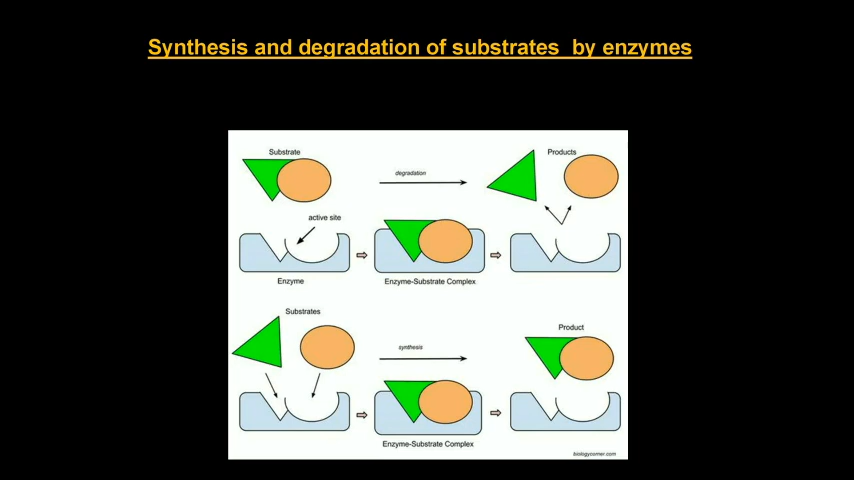 Synthesis and degradation of substrates  by enzymes
Substrate
degradation
Products
active site
Enzyme
Enzyme-Substrate Complex
Substrates
synthesis
Product
Enzyme-Substrate Complex
biologycorner.com